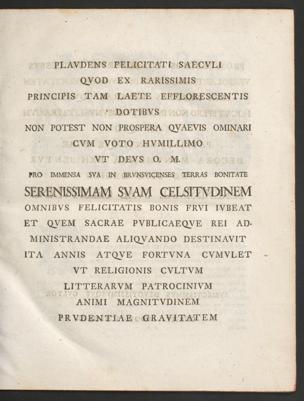 PLAVDENS FELICITATI SAECVLI
QVOD EX RARISSIMIS
PRINCIPIS TAM LAETE EFFLORESCENTIS
DOTIBVS
NON POTEST NON PROSPERA QVAEVIS OMINARI
CVM VOTO HVMILLIMO
VT DEVS O. M.
PRO IMMENSA SVA IN BRVNSVICENSES TERRAS BONITATE
SERENISSIMAM SVAM CELSITVDINEM
OMNIBVS FELICITATIS BONIS FRVI IVBEAT
ET QVEM SACRAE PVBLICAEQVE REI AD-
MINISTRANDAE ALIQVANDO DESTINAVIT
ITA ANNIS ATQVE FORTVNA CVMVLET
VT RELIGIONIS CVLTVM
LITTERARVM PATROCINIVM
ANIMI MAGNITVDINEM
PRVDENTIAE GRAVITATEM